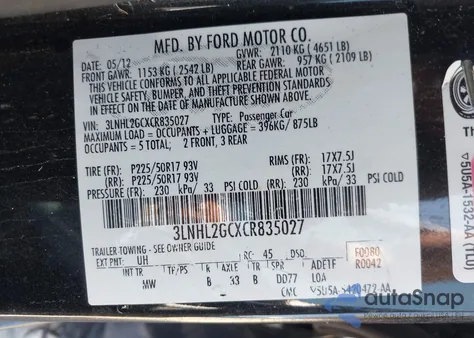 MFD. BY FORD MOTOR CO.
DATE: 05/12 GVWR: 2110 KG ( 4651 LB)
FRONT GAWR: 1153 KG ( 2542 LB) REAR GAWR: 957 KG ( 2109 LB)
THIS VEHICLE CONFORMS TO ALL APPLICABLE FEDERAL MOTOR
VEHICLE SAFETY, BUMPER, AND THEFT PREVENTION STANDARDS
IN EFFECT ON THE DATE OF MANUFACTURE SHOWN ABOVE.
VIN: 3LNHL2GCXCR835027 TYPE: Passenger Car
MAXIMUM LOAD = OCCUPANTS + LUGGAGE = 396KG/ 875LB
OCCUPANTS = 5 TOTAL: 2 FRONT, 3 REAR
TIRE (FR): P225/50R17 93V RIMS (FR): 17X7.5J
(RR): P225/50R17 93V (RR): 17X7.5J
PRESSURE (FR): 230 kPa/ 33 PSI COLD (RR): 230 kPa/ 33 PSI COLD
3LNHL2GCXCR835027
TRAILER TOWING - SEE OWNER GUIDE
EXT PNT: UH RC: 45 DSO: F0080
R0042
INT TR TP/PS R TR SPR ADETF
MW B 33 B DD77 LOA
CMC
autoSnap